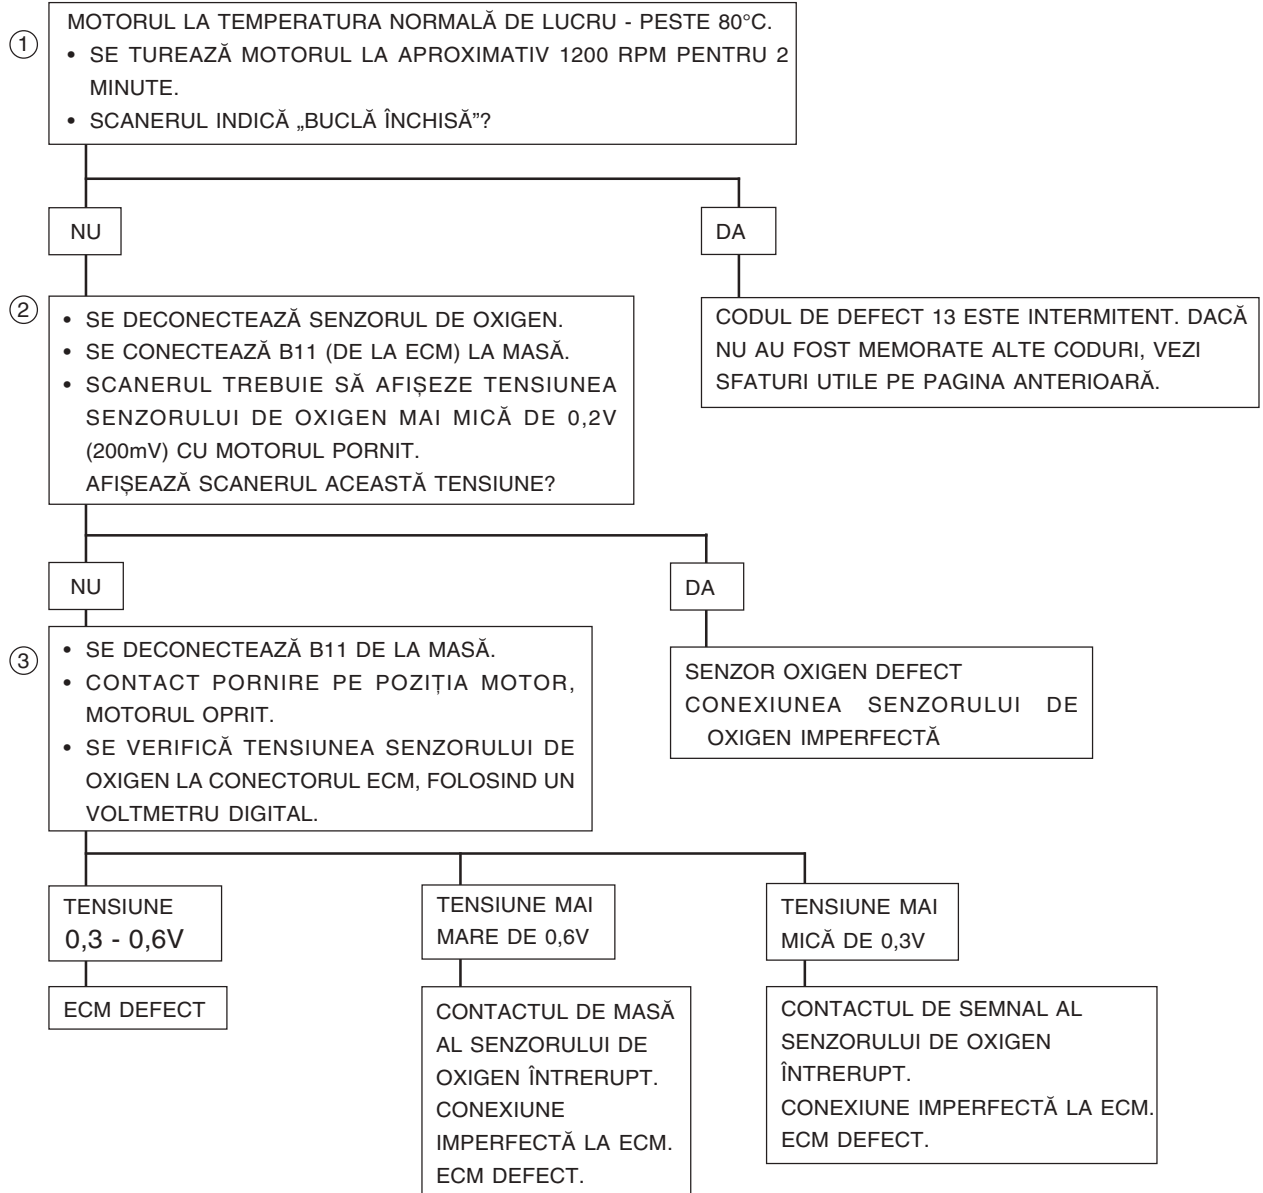 1
MOTORUL LA TEMPERATURA NORMALĂ DE LUCRU - PESTE 80°C.
• SE TUREAZĂ MOTORUL LA APROXIMATIV 1200 RPM PENTRU 2
MINUTE.
• SCANERUL INDICĂ „BUCLĂ ÎNCHISĂ”?
NU
DA
2
• SE DECONECTEAZĂ SENZORUL DE OXIGEN.
• SE CONECTEAZĂ B11 (DE LA ECM) LA MASĂ.
• SCANERUL TREBUIE SĂ AFIȘEZE TENSIUNEA
SENZORULUI DE OXIGEN MAI MICĂ DE 0,2V
(200mV) CU MOTORUL PORNIT.
AFIȘEAZĂ SCANERUL ACEASTĂ TENSIUNE?
CODUL DE DEFECT 13 ESTE INTERMITENT. DACĂ
NU AU FOST MEMORATE ALTE CODURI, VEZI
SFATURI UTILE PE PAGINA ANTERIOARĂ.
NU
DA
3
• SE DECONECTEAZĂ B11 DE LA MASĂ.
• CONTACT PORNIRE PE POZIȚIA MOTOR,
MOTORUL OPRIT.
• SE VERIFICĂ TENSIUNEA SENZORULUI DE
OXIGEN LA CONECTORUL ECM, FOLOSIND UN
VOLTMETRU DIGITAL.
SENZOR OXIGEN DEFECT
CONEXIUNEA SENZORULUI DE
OXIGEN IMPERFECTĂ
TENSIUNE
0,3 - 0,6V
TENSIUNE MAI
MARE DE 0,6V
TENSIUNE MAI
MICĂ DE 0,3V
ECM DEFECT
CONTACTUL DE MASĂ
AL SENZORULUI DE
OXIGEN ÎNTRERUPT.
CONEXIUNE
IMPERFECTĂ LA ECM.
ECM DEFECT.
CONTACTUL DE SEMNAL AL
SENZORULUI DE OXIGEN
ÎNTRERUPT.
CONEXIUNE IMPERFECTĂ LA ECM.
ECM DEFECT.